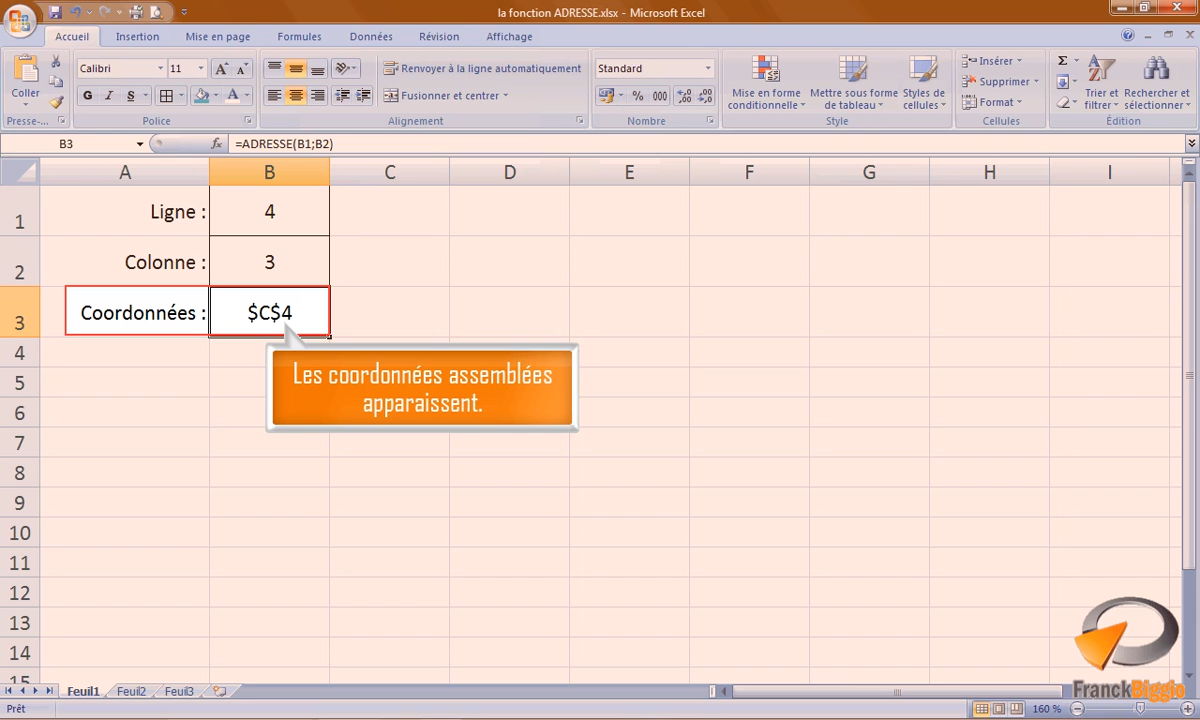 la fonction ADRESSE.xlsx - Microsoft Excel
Accueil Insertion Mise en page Formules Données Révision Affichage
Coller
Presse-...
Calibri 11
G I S
Police
Renvoyer à la ligne automatiquement
Fusionner et centrer
Alignement
Standard
% 000
Nombre
Mise en forme conditionnelle
Mettre sous forme de tableau
Styles de cellules
Style
Insérer
Supprimer
Format
Cellules
Σ
Trier et filtrer
Rechercher et sélectionner
Édition
B3 fx =ADRESSE(B1;B2)
A B C D E F G H I
1 Ligne : 4
2 Colonne : 3
3 Coordonnées : $C$4
Les coordonnées assemblées
apparaissent.
4
5
6
7
8
9
10
11
12
13
14
15
FranckBiggio
Feuil1 Feuil2 Feuil3
Prêt 160 %